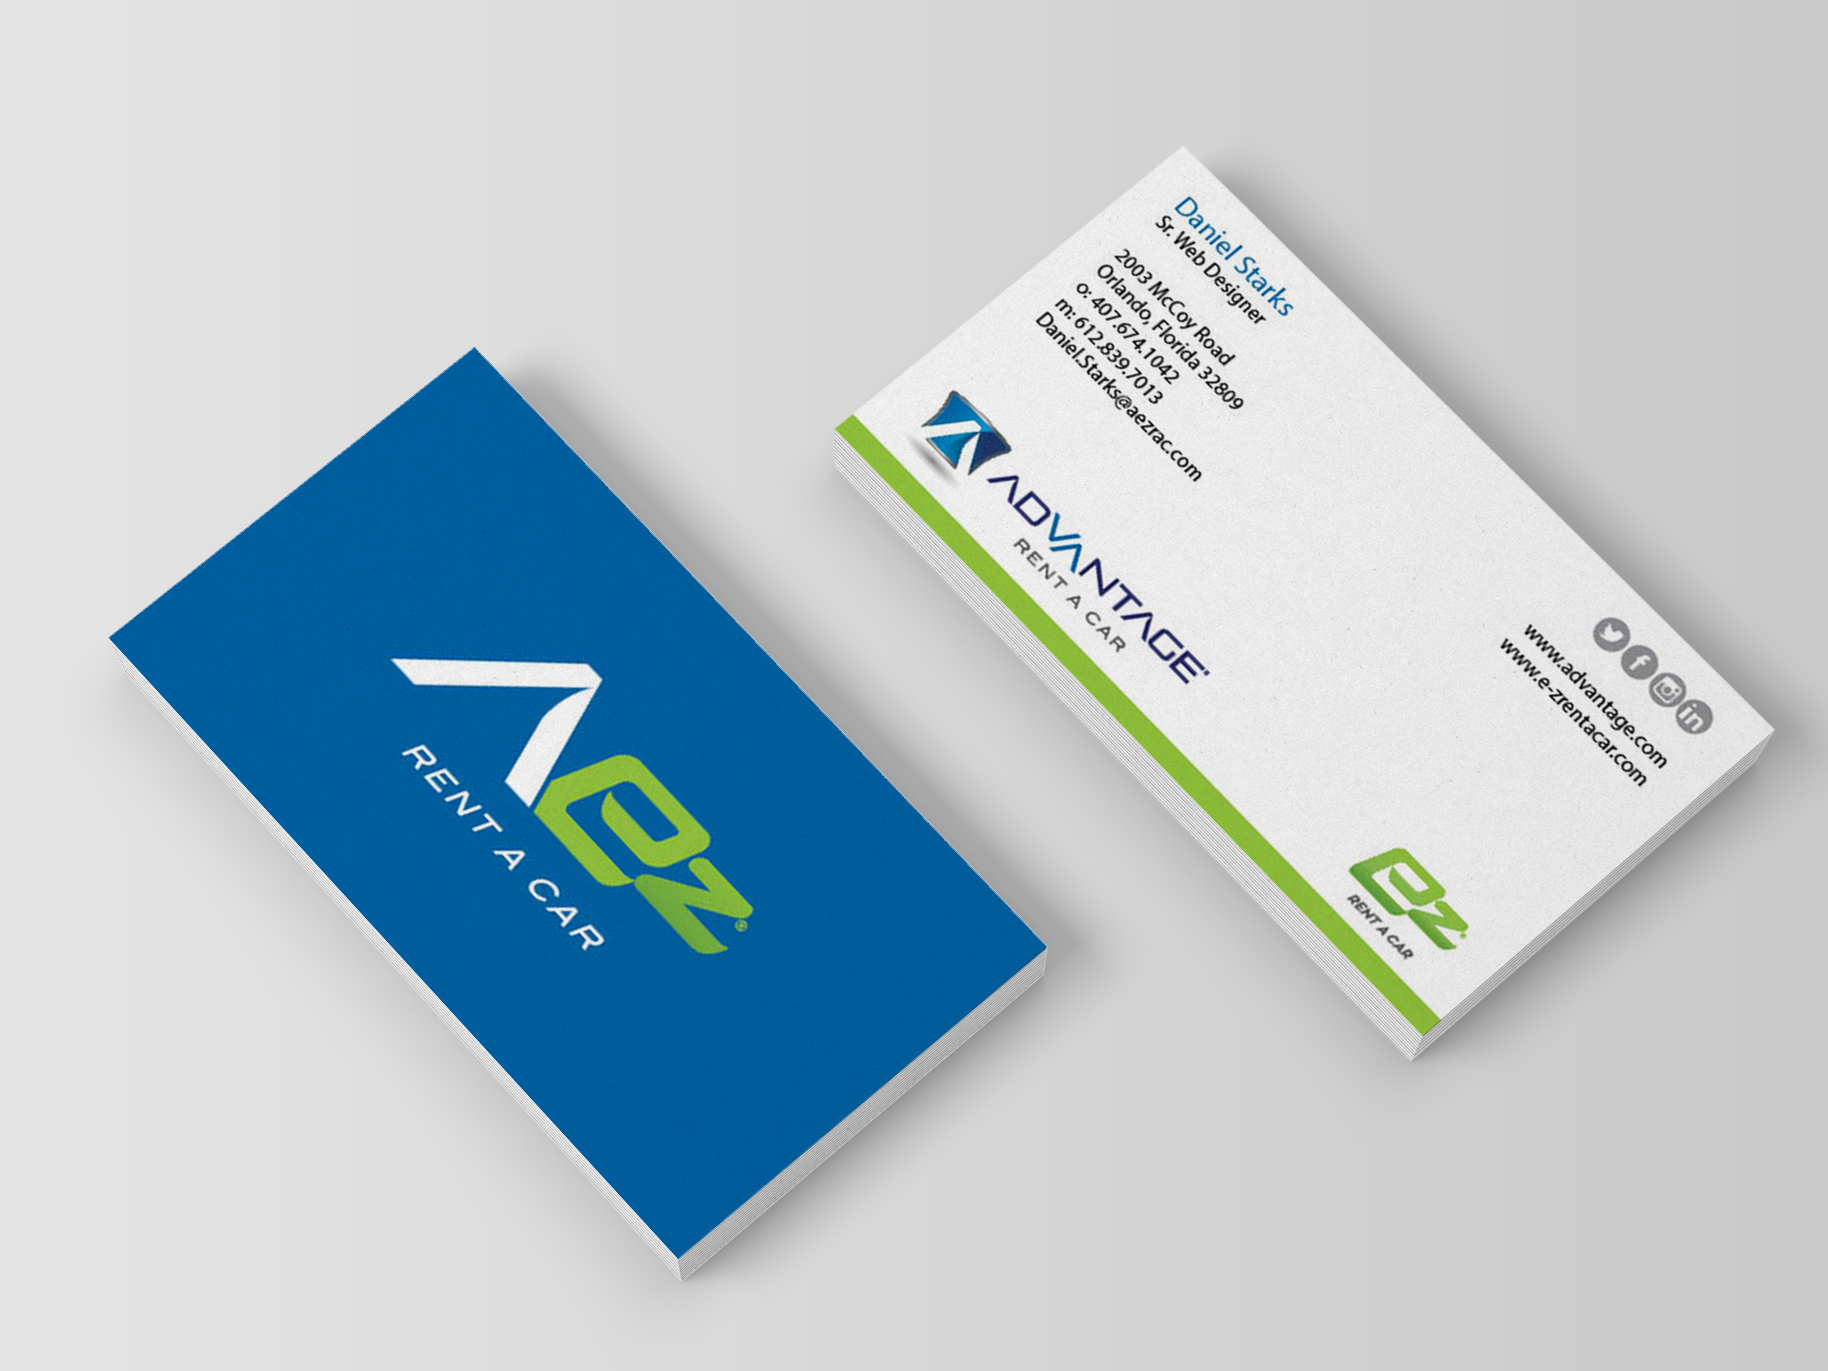 Aez®
RENT A CAR
Daniel Starks
Sr. Web Designer
2003 McCoy Road
Orlando, Florida 32809
o: 407.674.1042
m: 612.839.7013
Daniel.Starks@aezrac.com
ADVANTAGE®
RENT A CAR
www.advantage.com
www.e-zrentacar.com
ez
RENT A CAR